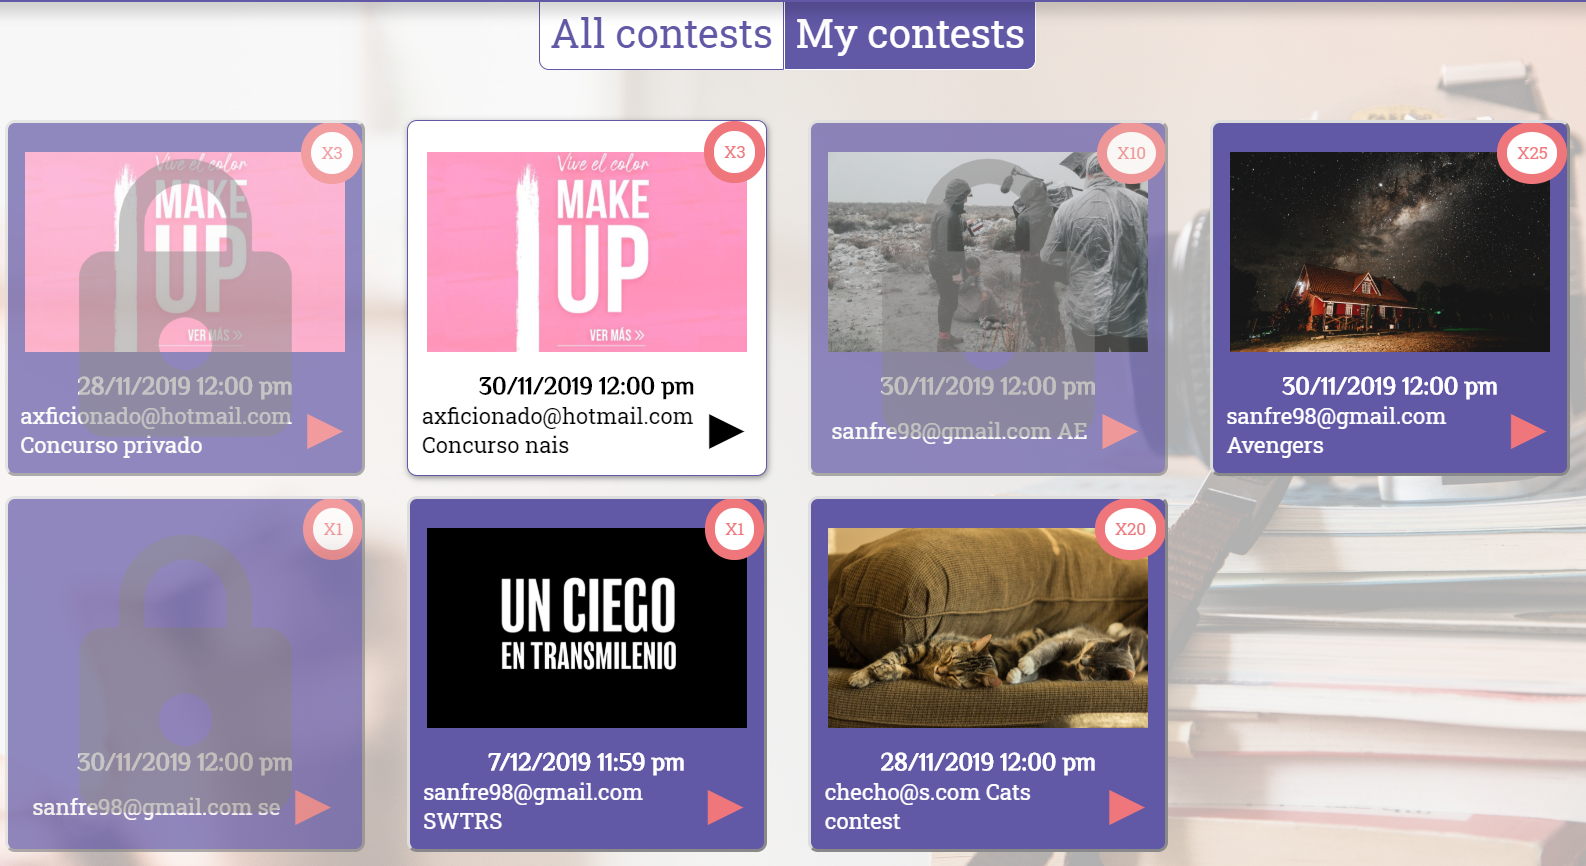 All contests My contests
X3
Vive el color
MAKE
UP
VER MÁS »
28/11/2019 12:00 pm
axficionado@hotmail.com
Concurso privado
X3
Vive el color
MAKE
UP
VER MÁS »
30/11/2019 12:00 pm
axficionado@hotmail.com
Concurso nais
X10
30/11/2019 12:00 pm
sanfre98@gmail.com AE
X25
30/11/2019 12:00 pm
sanfre98@gmail.com
Avengers
X1
30/11/2019 12:00 pm
sanfre98@gmail.com se
X1
UN CIEGO
EN TRANSMILENIO
7/12/2019 11:59 pm
sanfre98@gmail.com
SWTRS
X20
28/11/2019 12:00 pm
checho@s.com Cats
contest